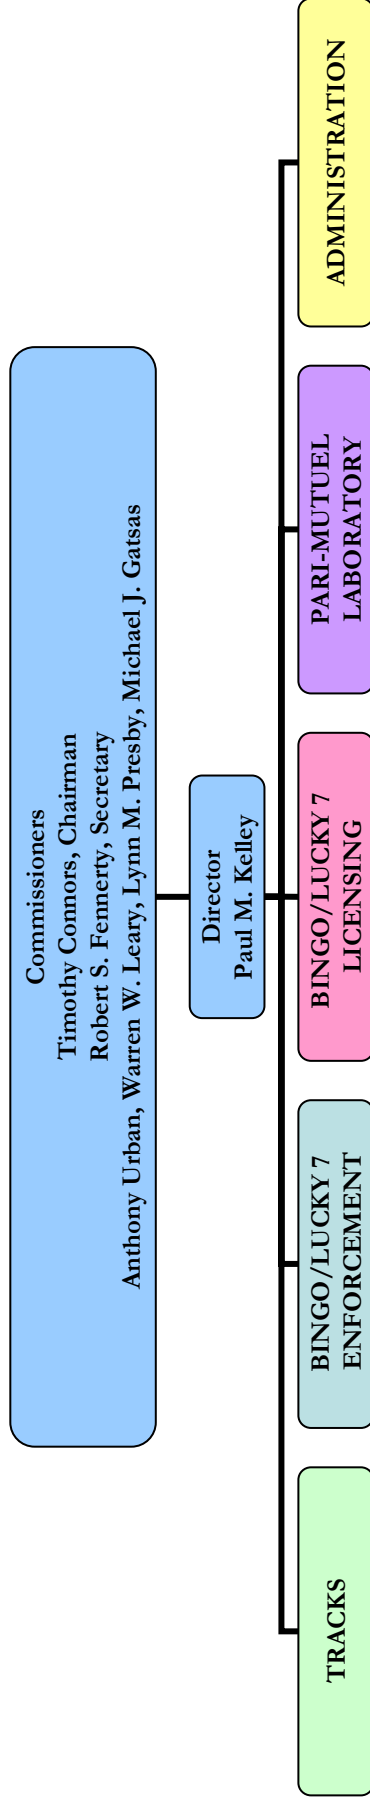 Commissioners
Timothy Connors, Chairman
Robert S. Fennerty, Secretary
Anthony Urban, Warren W. Leary, Lynn M. Presby, Michael J. Gatsas
Director
Paul M. Kelley
TRACKS
BINGO/LUCKY 7
ENFORCEMENT
BINGO/LUCKY 7
LICENSING
PARI-MUTUEL
LABORATORY
ADMINISTRATION